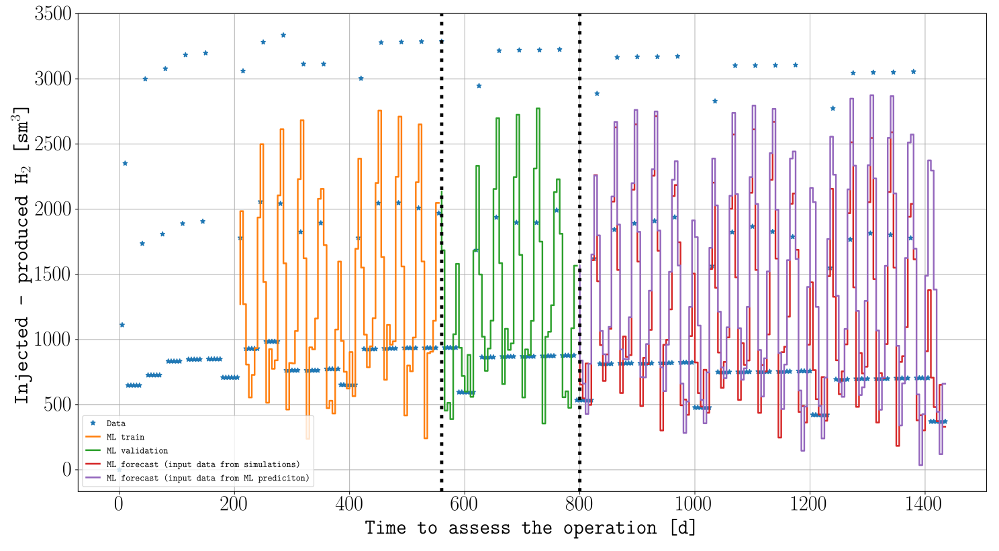 3500
3000
2500
2000
1500
1000
500
0
Injected - produced H₂ [sm³]
Data
ML train
ML validation
ML forecast (input data from simulations)
ML forecast (input data from ML prediciton)
0 200 400 600 800 1000 1200 1400
Time to assess the operation [d]